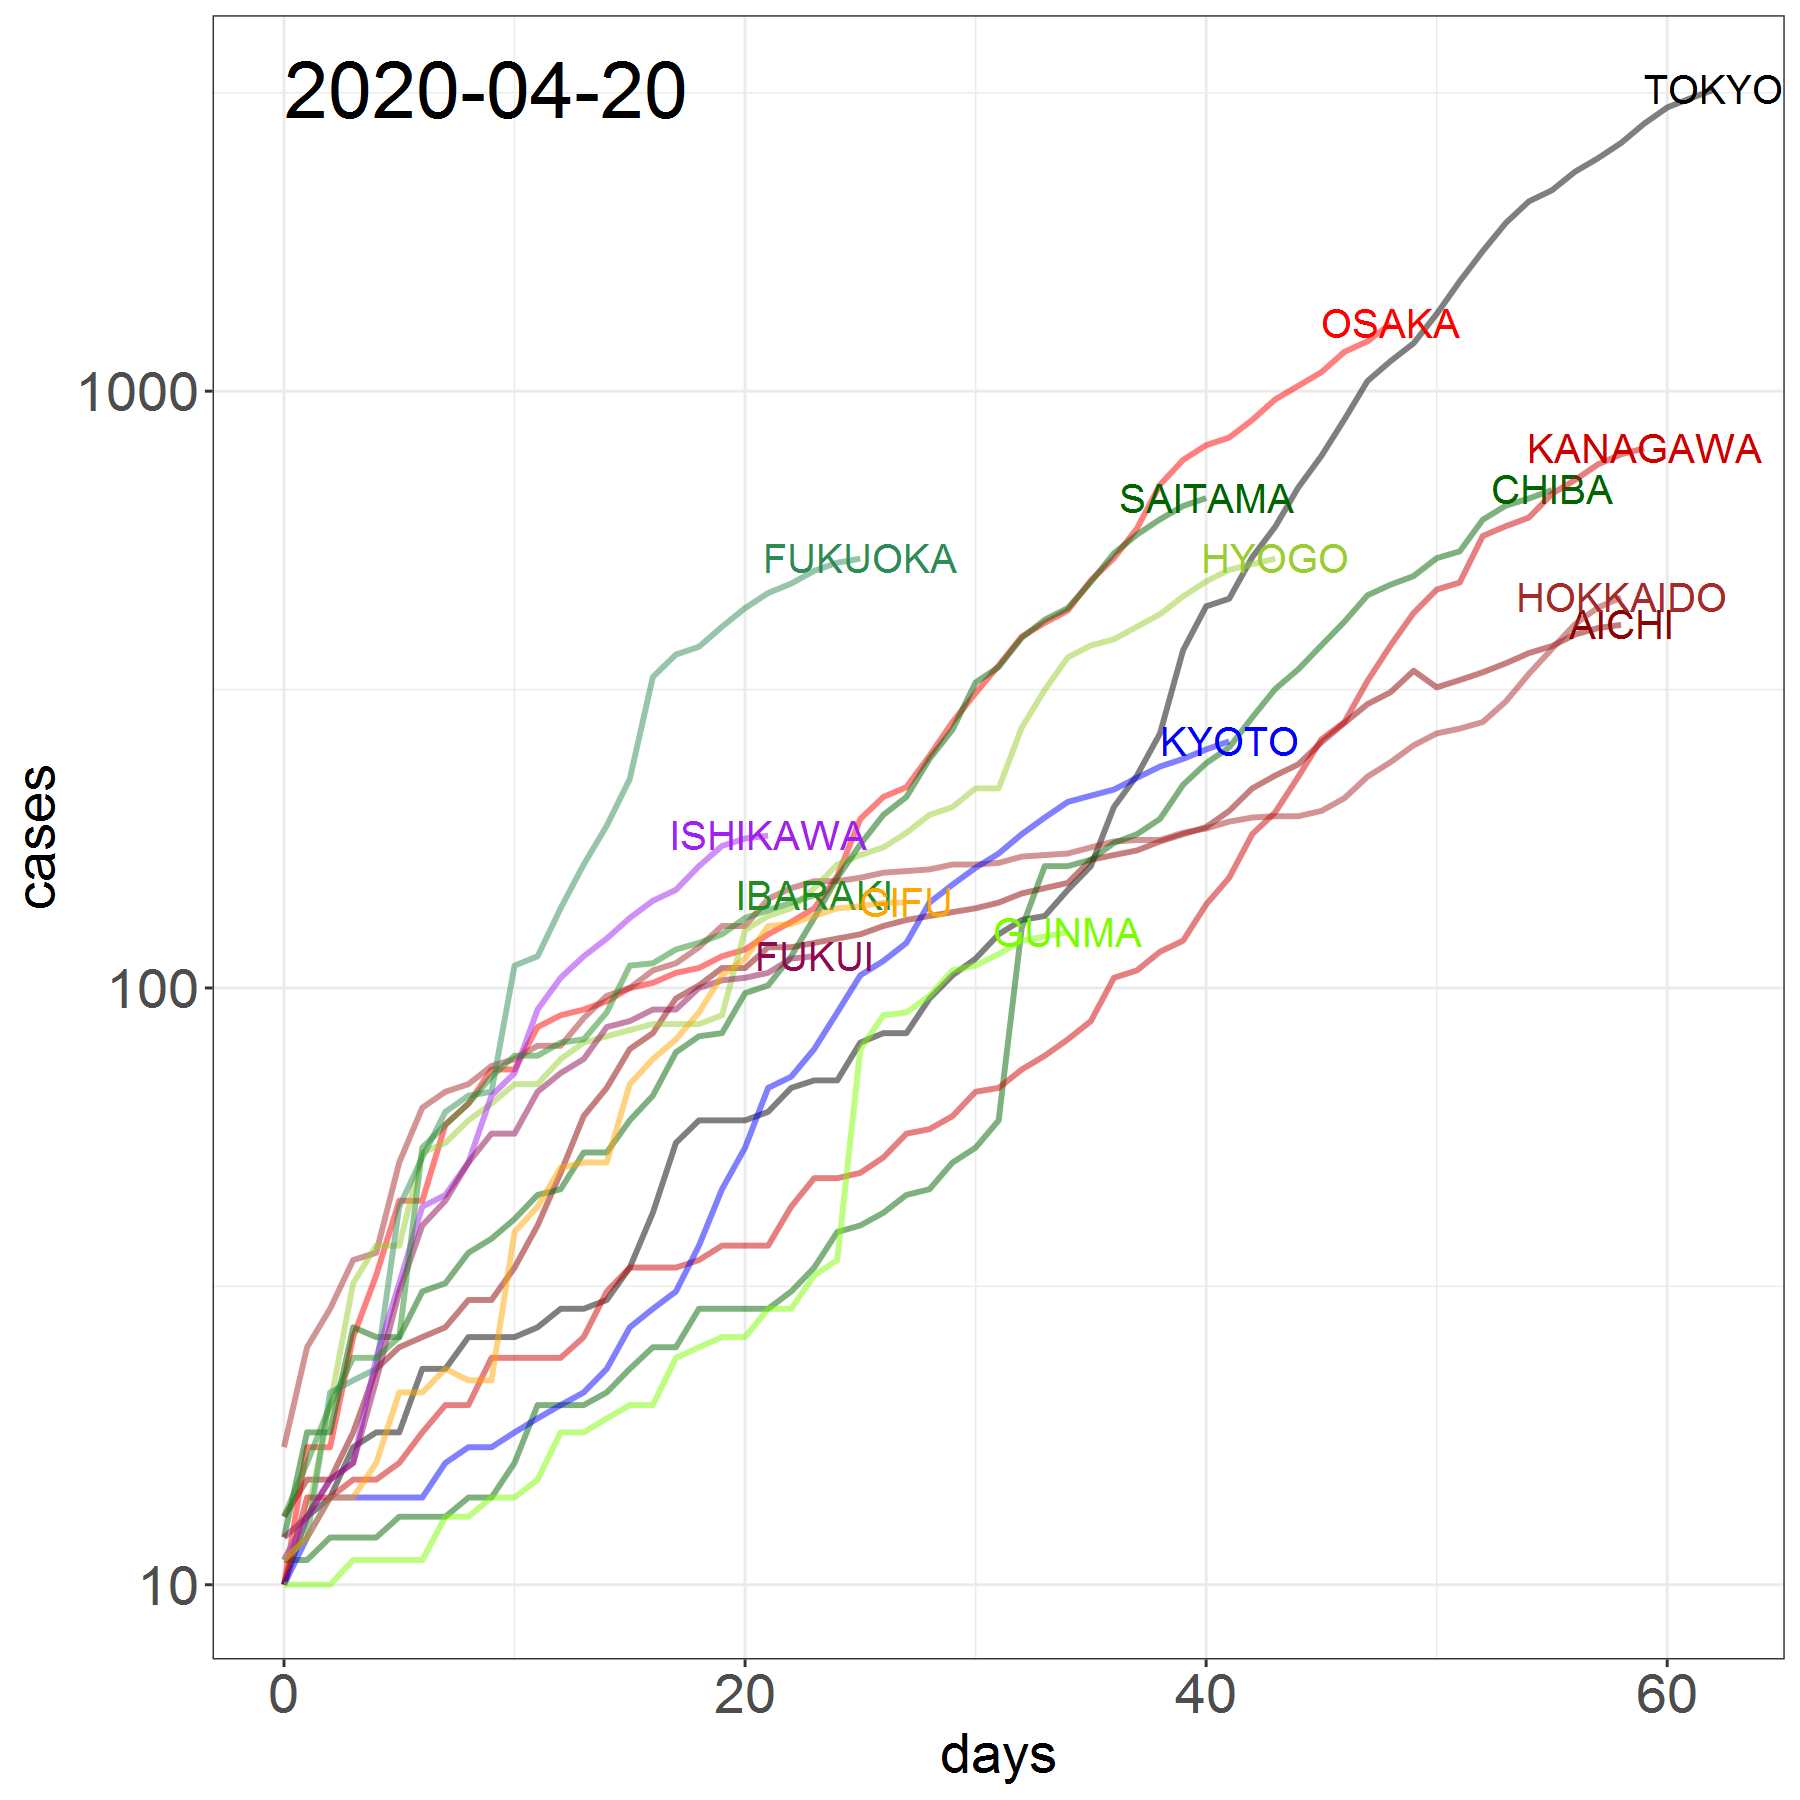 2020-04-20
TOKYO
OSAKA
KANAGAWA
CHIBA
SAITAMA
FUKUOKA
HYOGO
HOKKAIDO
AICHI
KYOTO
ISHIKAWA
IBARAKI
GIFU
GUNMA
FUKUI
1000
100
10
cases
0 20 40 60
days